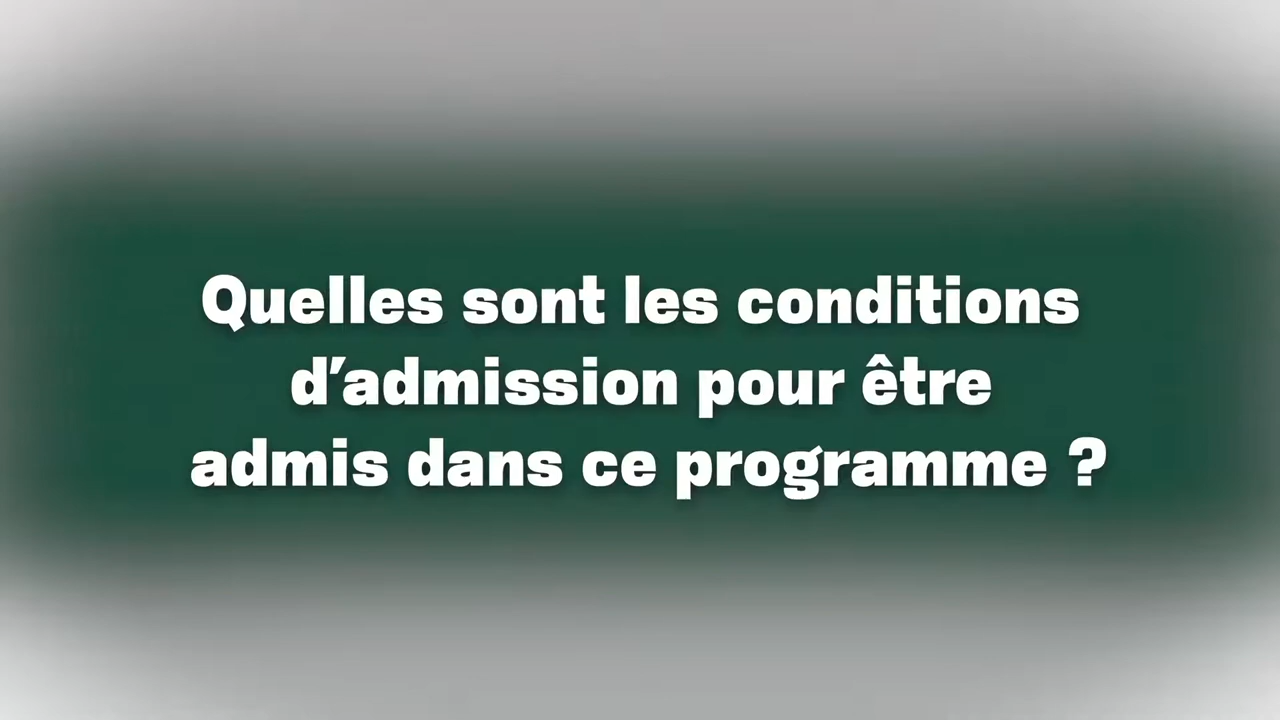 Quelles sont les conditions
d’admission pour être
admis dans ce programme ?